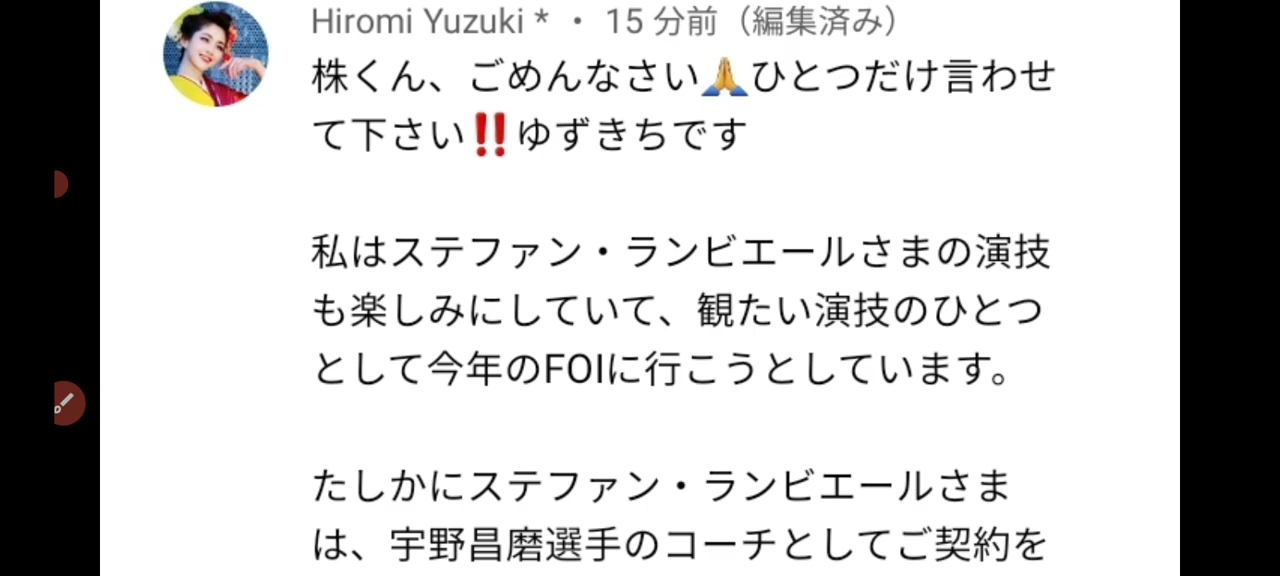 Hiromi Yuzuki * ・ 15 分前（編集済み）
株くん、ごめんなさい🙏ひとつだけ言わせ
て下さい‼️ゆずきちです
私はステファン・ランビエールさまの演技
も楽しみにしていて、観たい演技のひとつ
として今年のFOIに行こうとしています。
たしかにステファン・ランビエールさま
は、宇野昌磨選手のコーチとしてご契約を